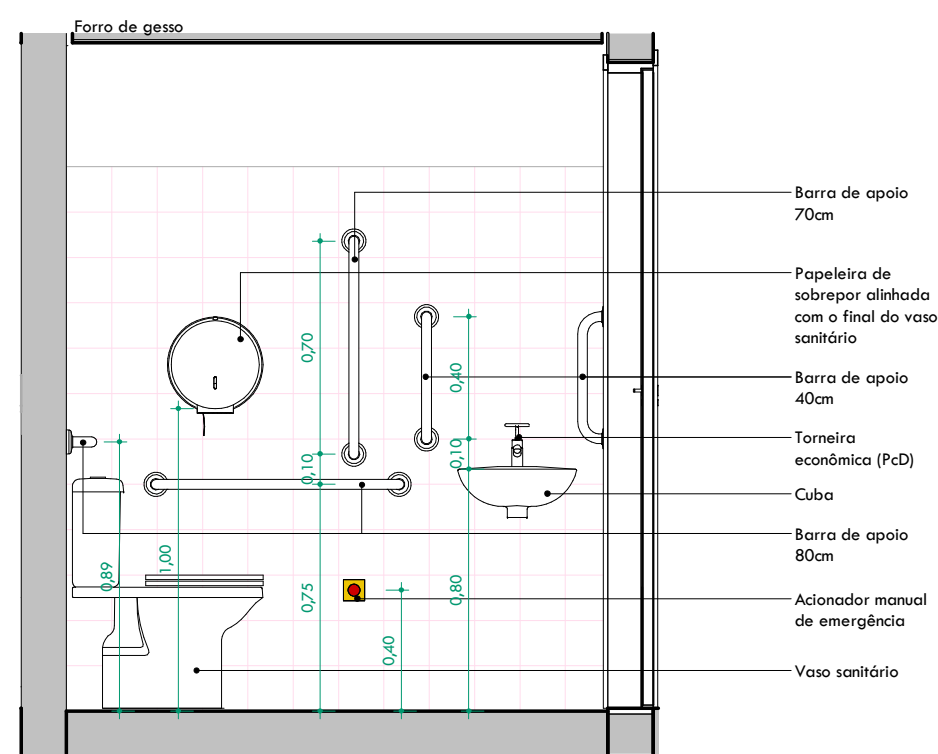 Forro de gesso
Barra de apoio
70cm
Papeleira de
sobrepor alinhada
com o final do vaso
sanitário
Barra de apoio
40cm
Torneira
econômica (PcD)
Cuba
Barra de apoio
80cm
Acionador manual
de emergência
Vaso sanitário
0,70
0,40
0,10
0,10
0,89
1,00
0,75
0,40
0,80